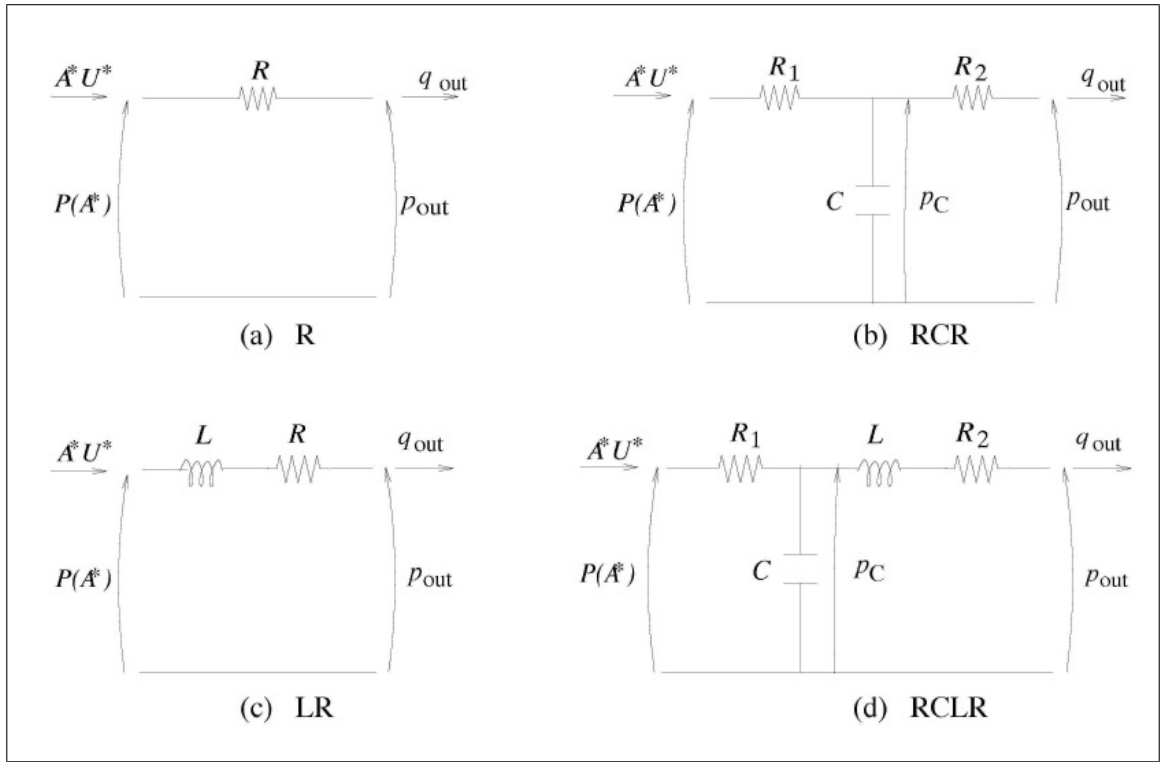 A*U*
R
q out
P(A*)
p out
(a) R
A*U*
R1
R2
q out
P(A*)
C
pC
p out
(b) RCR
A*U*
L
R
q out
P(A*)
p out
(c) LR
A*U*
R1
L
R2
q out
P(A*)
C
pC
p out
(d) RCLR